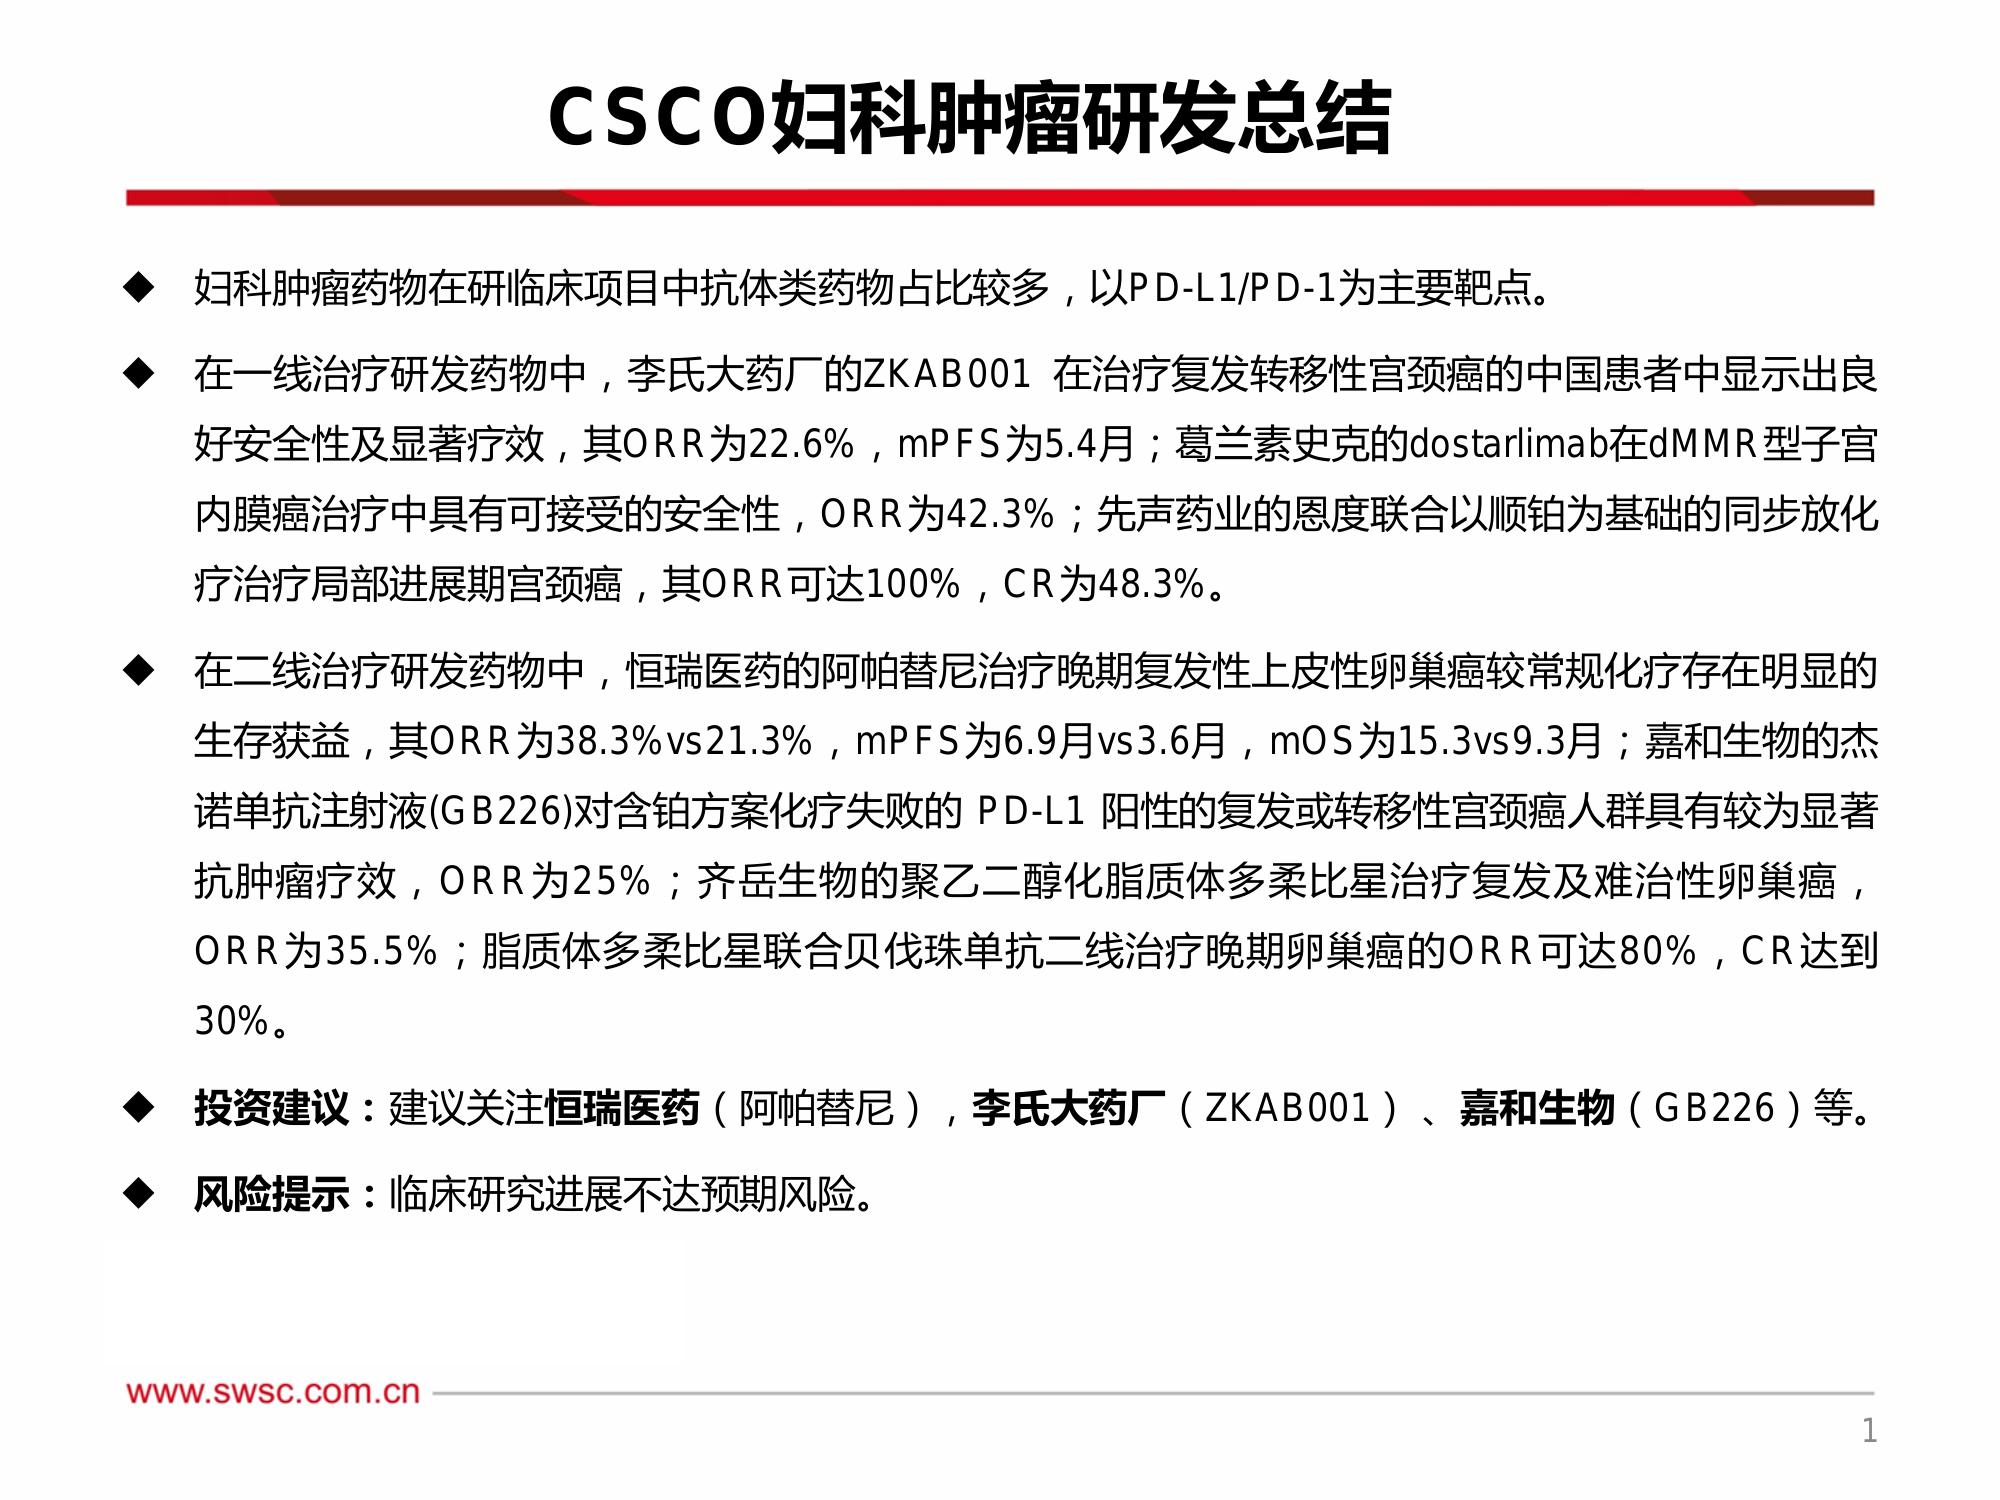 CSCO妇科肿瘤研发总结
◆ 妇科肿瘤药物在研临床项目中抗体类药物占比较多，以PD-L1/PD-1为主要靶点。
◆ 在一线治疗研发药物中，李氏大药厂的ZKAB001 在治疗复发转移性宫颈癌的中国患者中显示出良
好安全性及显著疗效，其ORR为22.6%，mPFS为5.4月；葛兰素史克的dostarlimab在dMMR型子宫
内膜癌治疗中具有可接受的安全性，ORR为42.3%；先声药业的恩度联合以顺铂为基础的同步放化
疗治疗局部进展期宫颈癌，其ORR可达100%，CR为48.3%。
◆ 在二线治疗研发药物中，恒瑞医药的阿帕替尼治疗晚期复发性上皮性卵巢癌较常规化疗存在明显的
生存获益，其ORR为38.3%vs21.3%，mPFS为6.9月vs3.6月，mOS为15.3vs9.3月；嘉和生物的杰
诺单抗注射液(GB226)对含铂方案化疗失败的 PD-L1 阳性的复发或转移性宫颈癌人群具有较为显著
抗肿瘤疗效，ORR为25%；齐岳生物的聚乙二醇化脂质体多柔比星治疗复发及难治性卵巢癌，
ORR为35.5%；脂质体多柔比星联合贝伐珠单抗二线治疗晚期卵巢癌的ORR可达80%，CR达到
30%。
◆ 投资建议：建议关注恒瑞医药（阿帕替尼），李氏大药厂（ZKAB001）、嘉和生物（GB226）等。
◆ 风险提示：临床研究进展不达预期风险。
www.swsc.com.cn
1